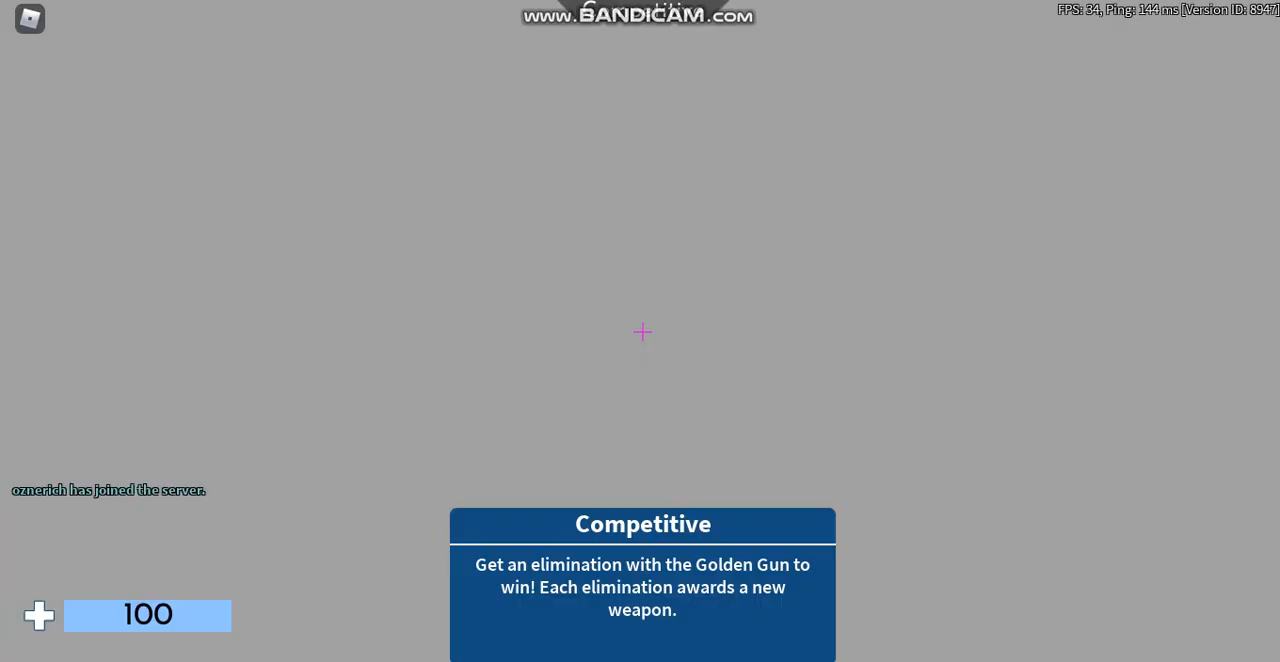 WWW.BANDICAM.COM
FPS: 34, Ping: 144 ms [Version ID: 8947]
oznerich has joined the server.
Competitive
Get an elimination with the Golden Gun to
win! Each elimination awards a new
weapon.
100